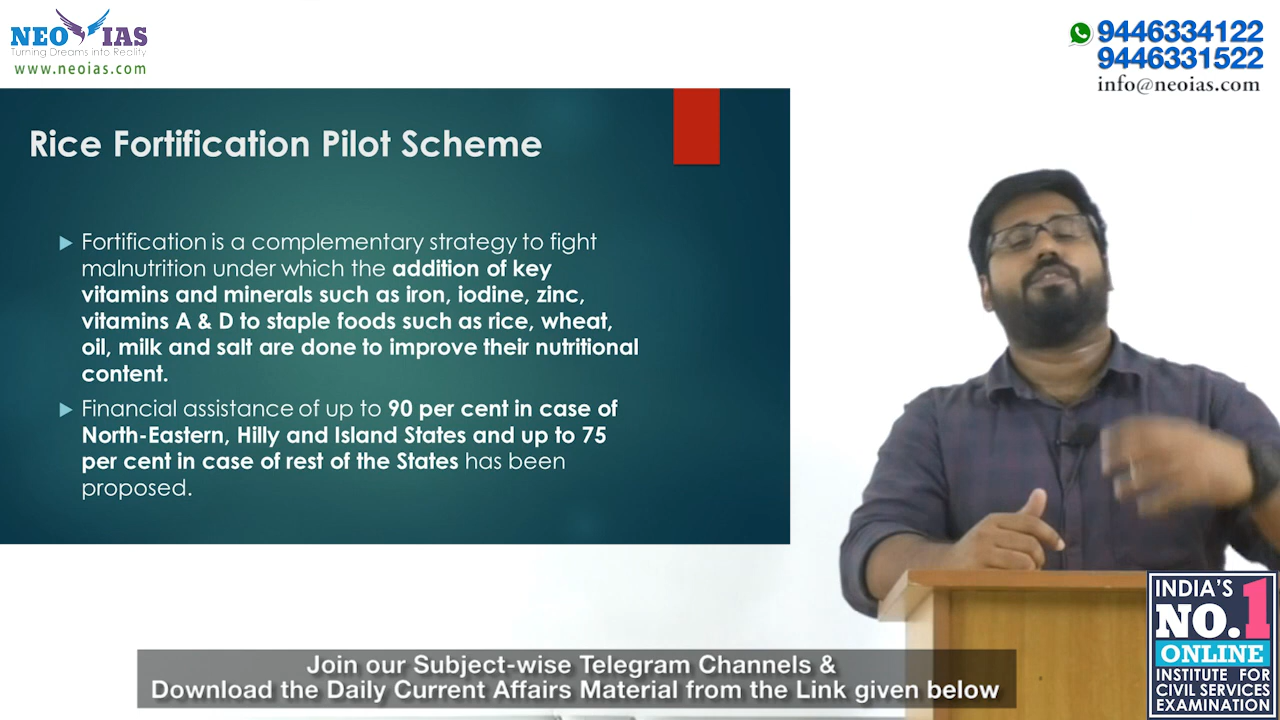 NEO IAS
Turning Dreams into Reality
www.neoias.com
9446334122
9446331522
info@neoias.com
Rice Fortification Pilot Scheme
Fortification is a complementary strategy to fight
malnutrition under which the addition of key
vitamins and minerals such as iron, iodine, zinc,
vitamins A & D to staple foods such as rice, wheat,
oil, milk and salt are done to improve their nutritional
content.
Financial assistance of up to 90 per cent in case of
North-Eastern, Hilly and Island States and up to 75
per cent in case of rest of the States has been
proposed.
INDIA'S
NO.1
ONLINE
INSTITUTE FOR
CIVIL SERVICES
EXAMINATION
Join our Subject-wise Telegram Channels &
Download the Daily Current Affairs Material from the Link given below